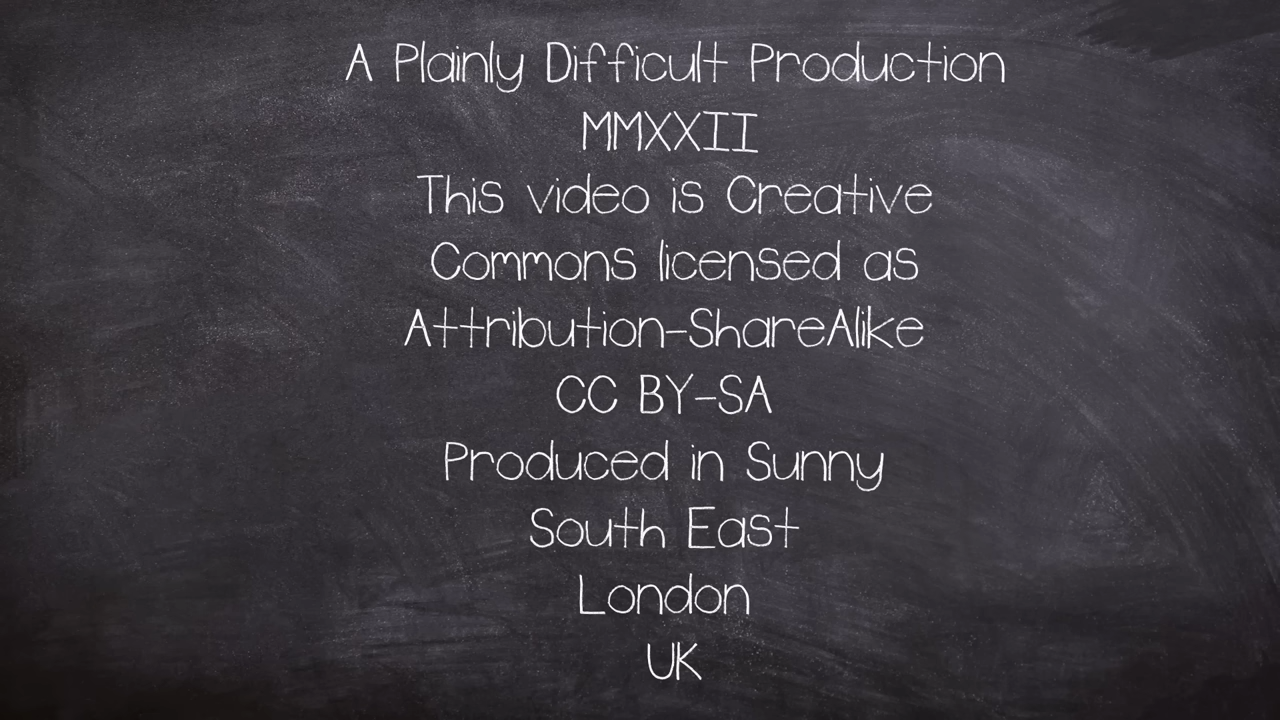 A Plainly Difficult Production
MMXXII
This video is Creative
Commons licensed as
Attribution-ShareAlike
CC BY-SA
Produced in Sunny
South East
London
UK